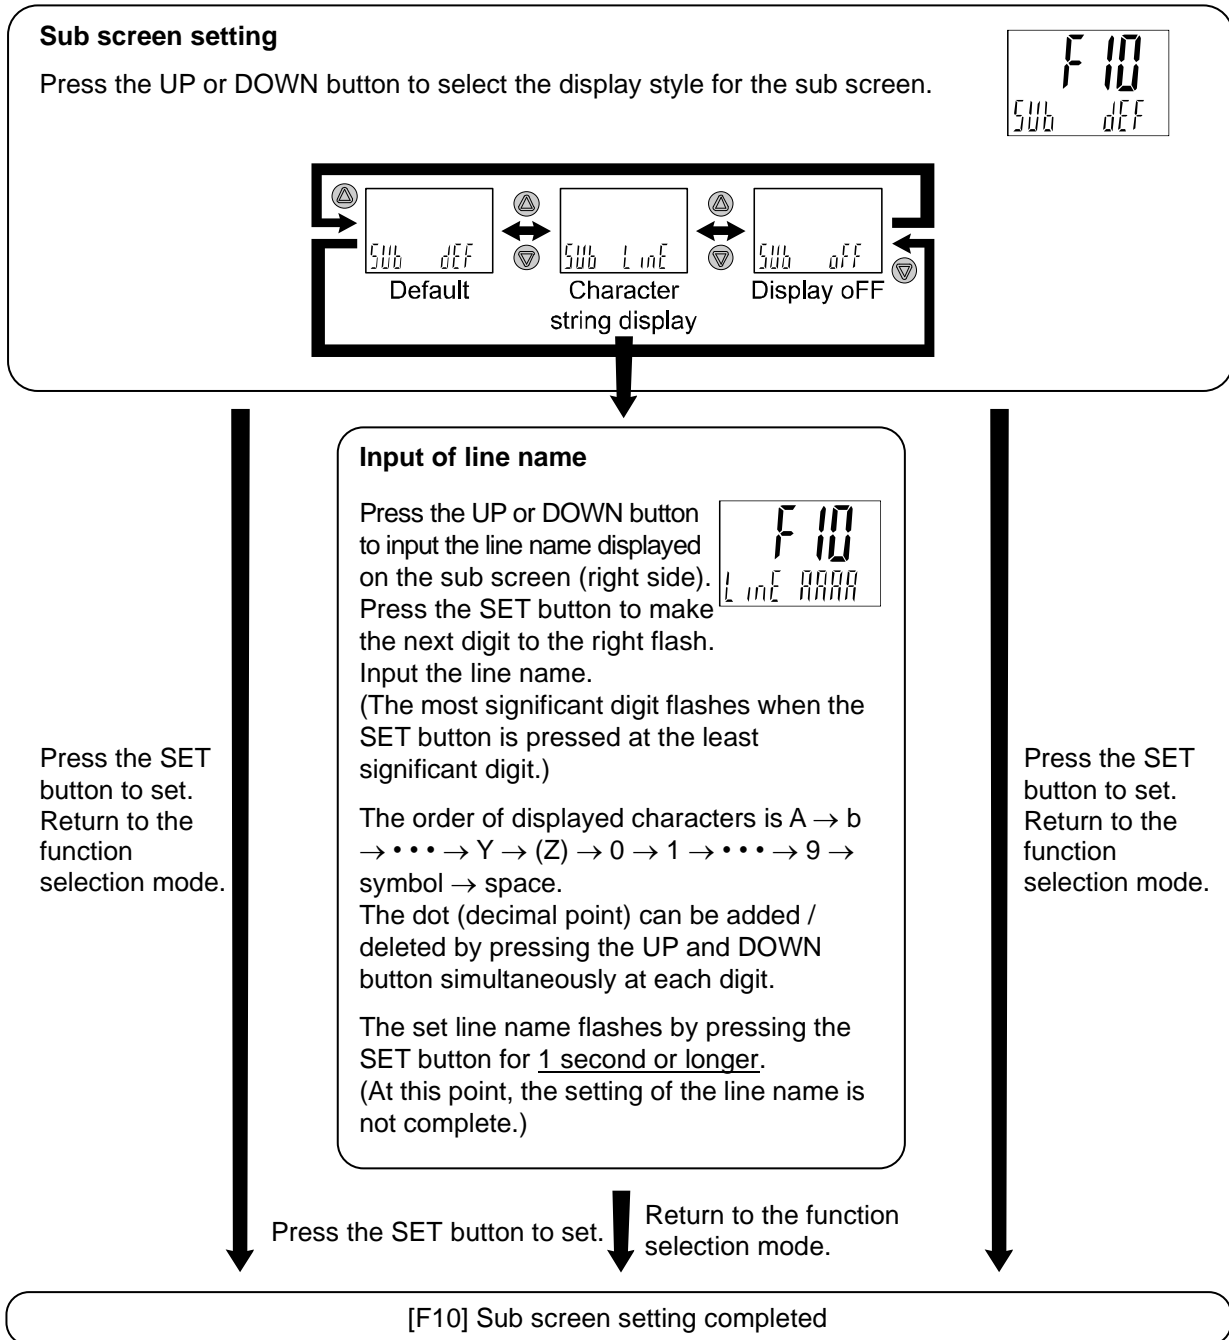 Sub screen setting
Press the UP or DOWN button to select the display style for the sub screen.
F 10
SUb dEF
SUb dEF
SUb LinE
SUb oFF
Default
Character
string display
Display oFF
Input of line name
Press the UP or DOWN button
to input the line name displayed
on the sub screen (right side).
Press the SET button to make
the next digit to the right flash.
Input the line name.
(The most significant digit flashes when the
SET button is pressed at the least
significant digit.)
F 10
LinE AAAA
The order of displayed characters is A → b
→ • • • → Y → (Z) → 0 → 1 → • • • → 9 →
symbol → space.
The dot (decimal point) can be added /
deleted by pressing the UP and DOWN
button simultaneously at each digit.
The set line name flashes by pressing the
SET button for 1 second or longer.
(At this point, the setting of the line name is
not complete.)
Press the SET
button to set.
Return to the
function
selection mode.
Press the SET
button to set.
Return to the
function
selection mode.
Press the SET button to set.
Return to the function
selection mode.
[F10] Sub screen setting completed